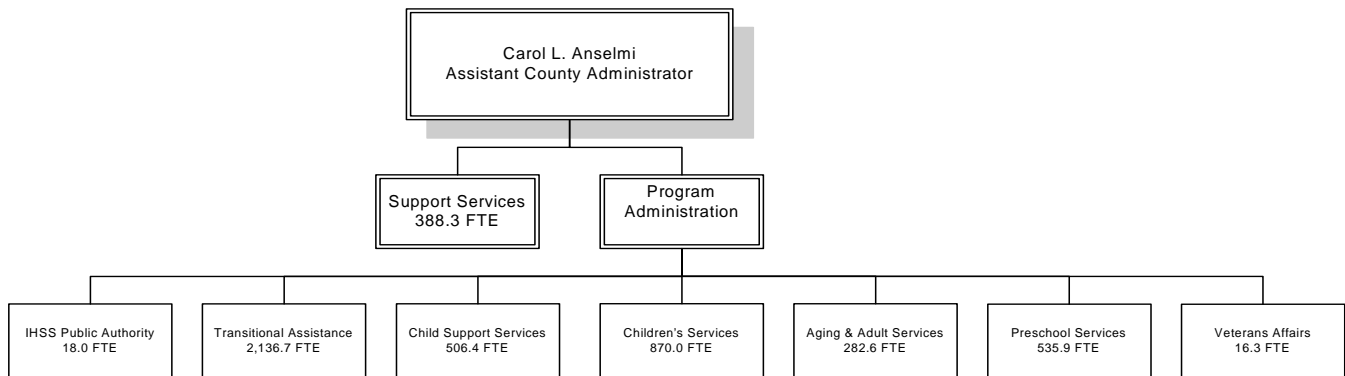 Carol L. Anselmi
Assistant County Administrator
Support Services
388.3 FTE
Program
Administration
IHSS Public Authority
18.0 FTE
Transitional Assistance
2,136.7 FTE
Child Support Services
506.4 FTE
Children's Services
870.0 FTE
Aging & Adult Services
282.6 FTE
Preschool Services
535.9 FTE
Veterans Affairs
16.3 FTE